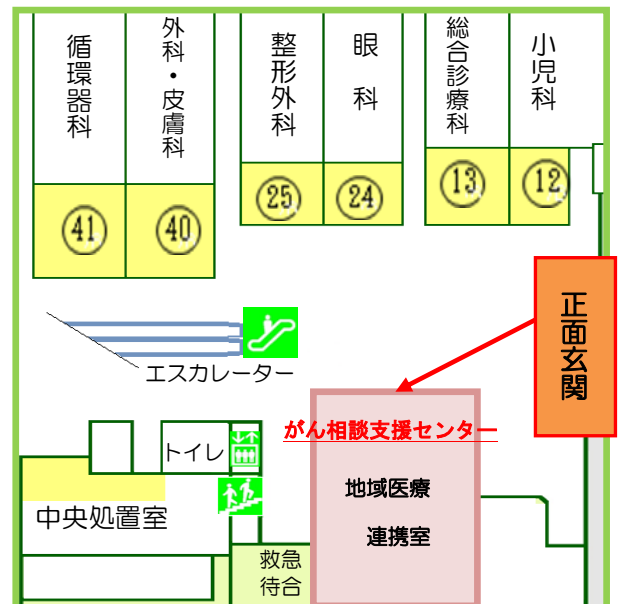 循環器科
外科・皮膚科
整形外科
眼科
総合診療科
小児科
41
40
25
24
13
12
正面玄関
エスカレーター
がん相談支援センター
トイレ
地域医療
連携室
中央処置室
救急
待合